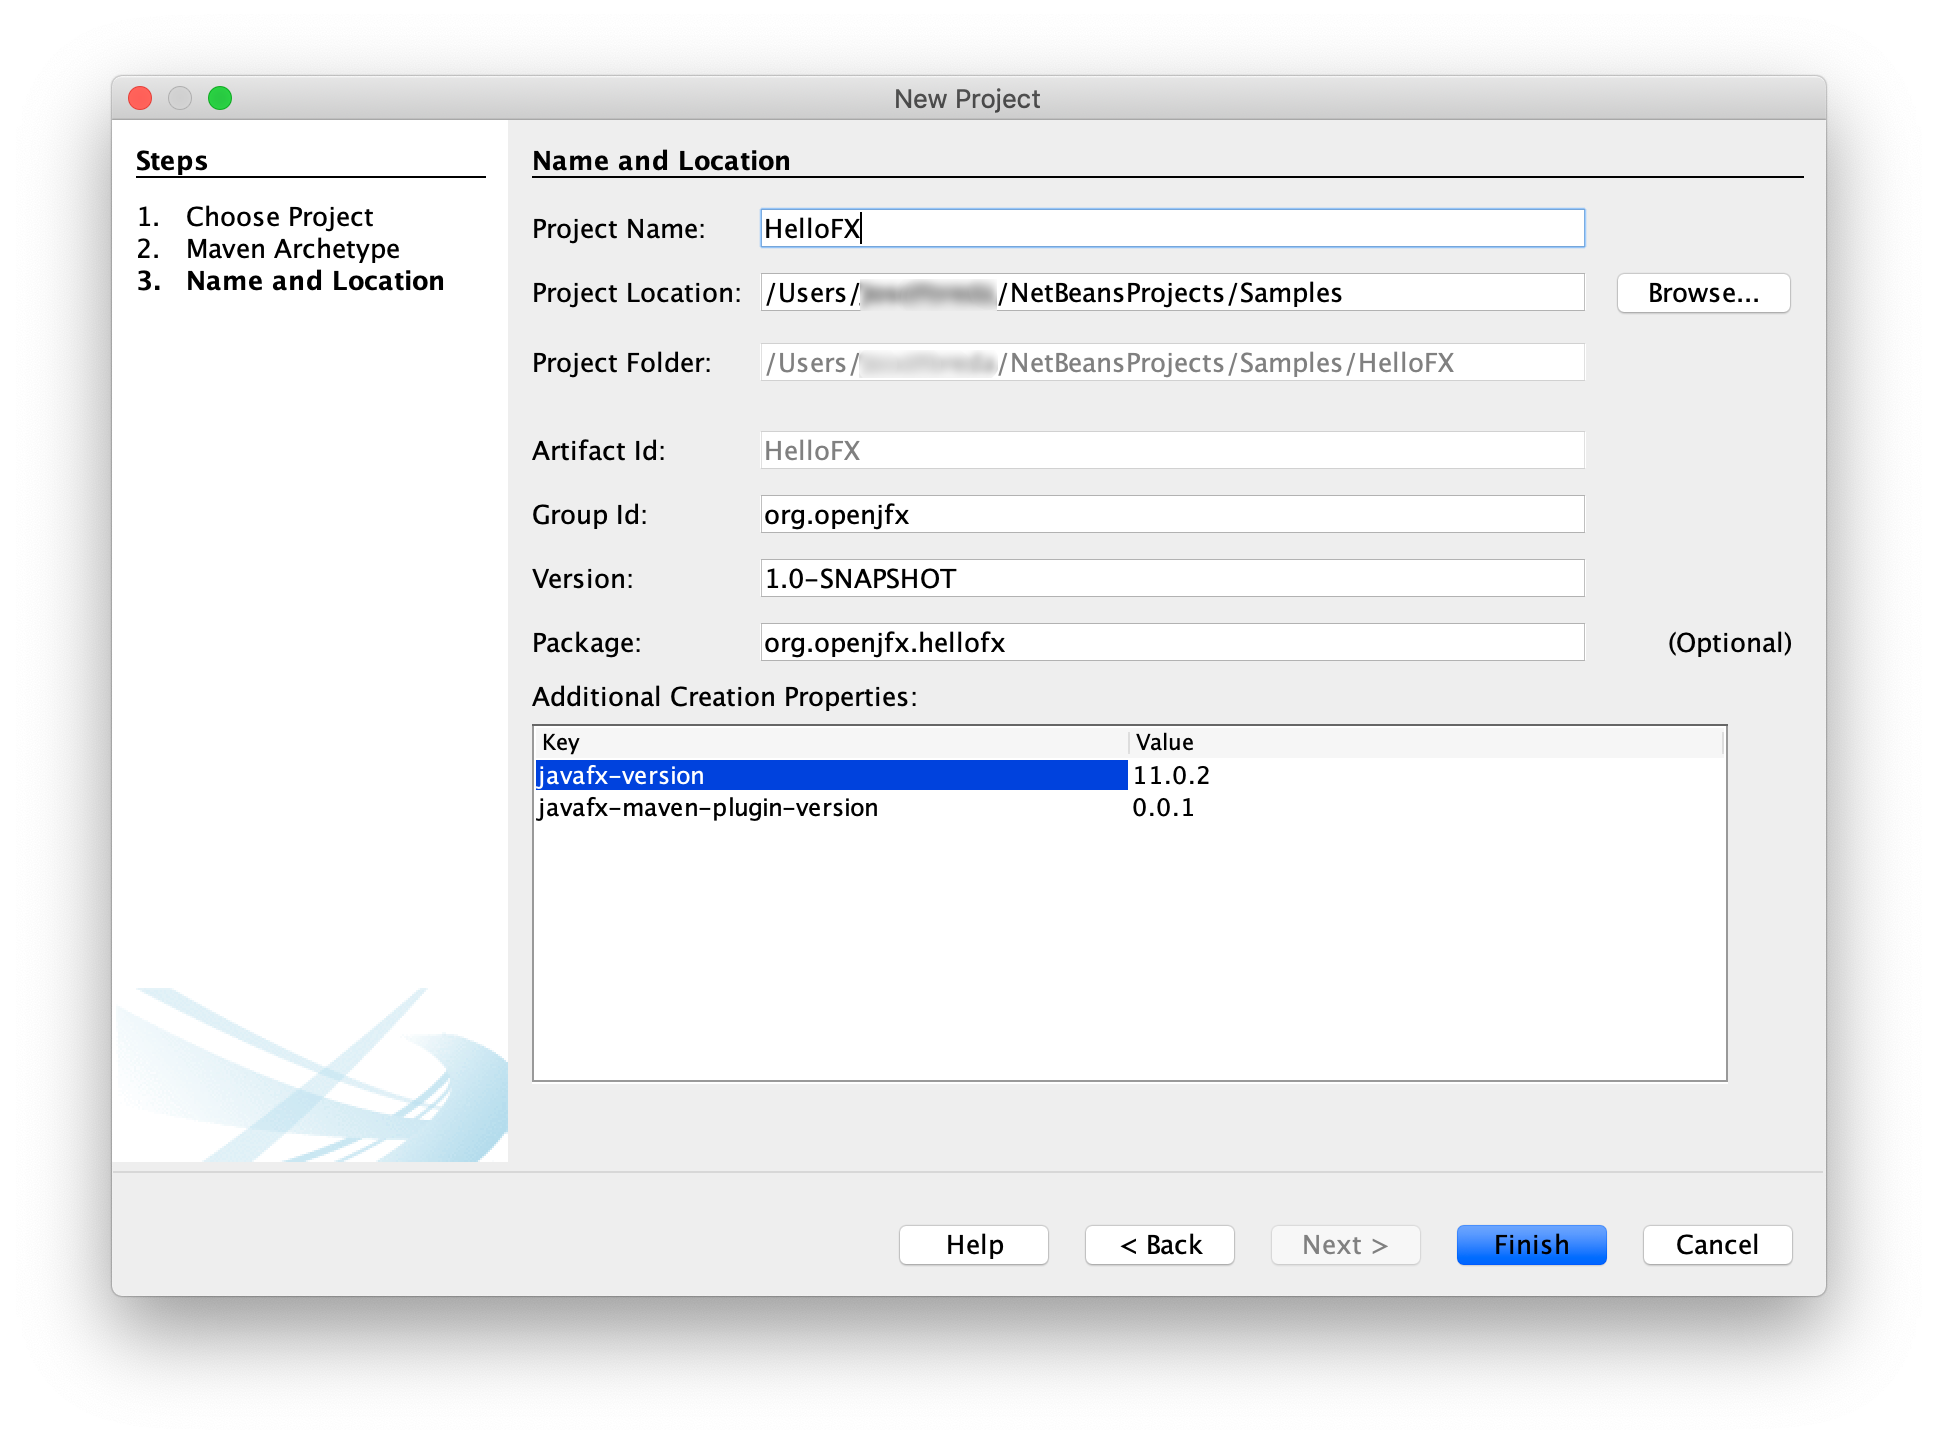 New Project
Steps
1. Choose Project
2. Maven Archetype
3. Name and Location
Name and Location
Project Name: HelloFX
Project Location: /Users/ /NetBeansProjects/Samples Browse...
Project Folder: /Users/ /NetBeansProjects/Samples/HelloFX
Artifact Id: HelloFX
Group Id: org.openjfx
Version: 1.0-SNAPSHOT
Package: org.openjfx.hellofx (Optional)
Additional Creation Properties:
Key Value
javafx-version 11.0.2
javafx-maven-plugin-version 0.0.1
Help < Back Next > Finish Cancel